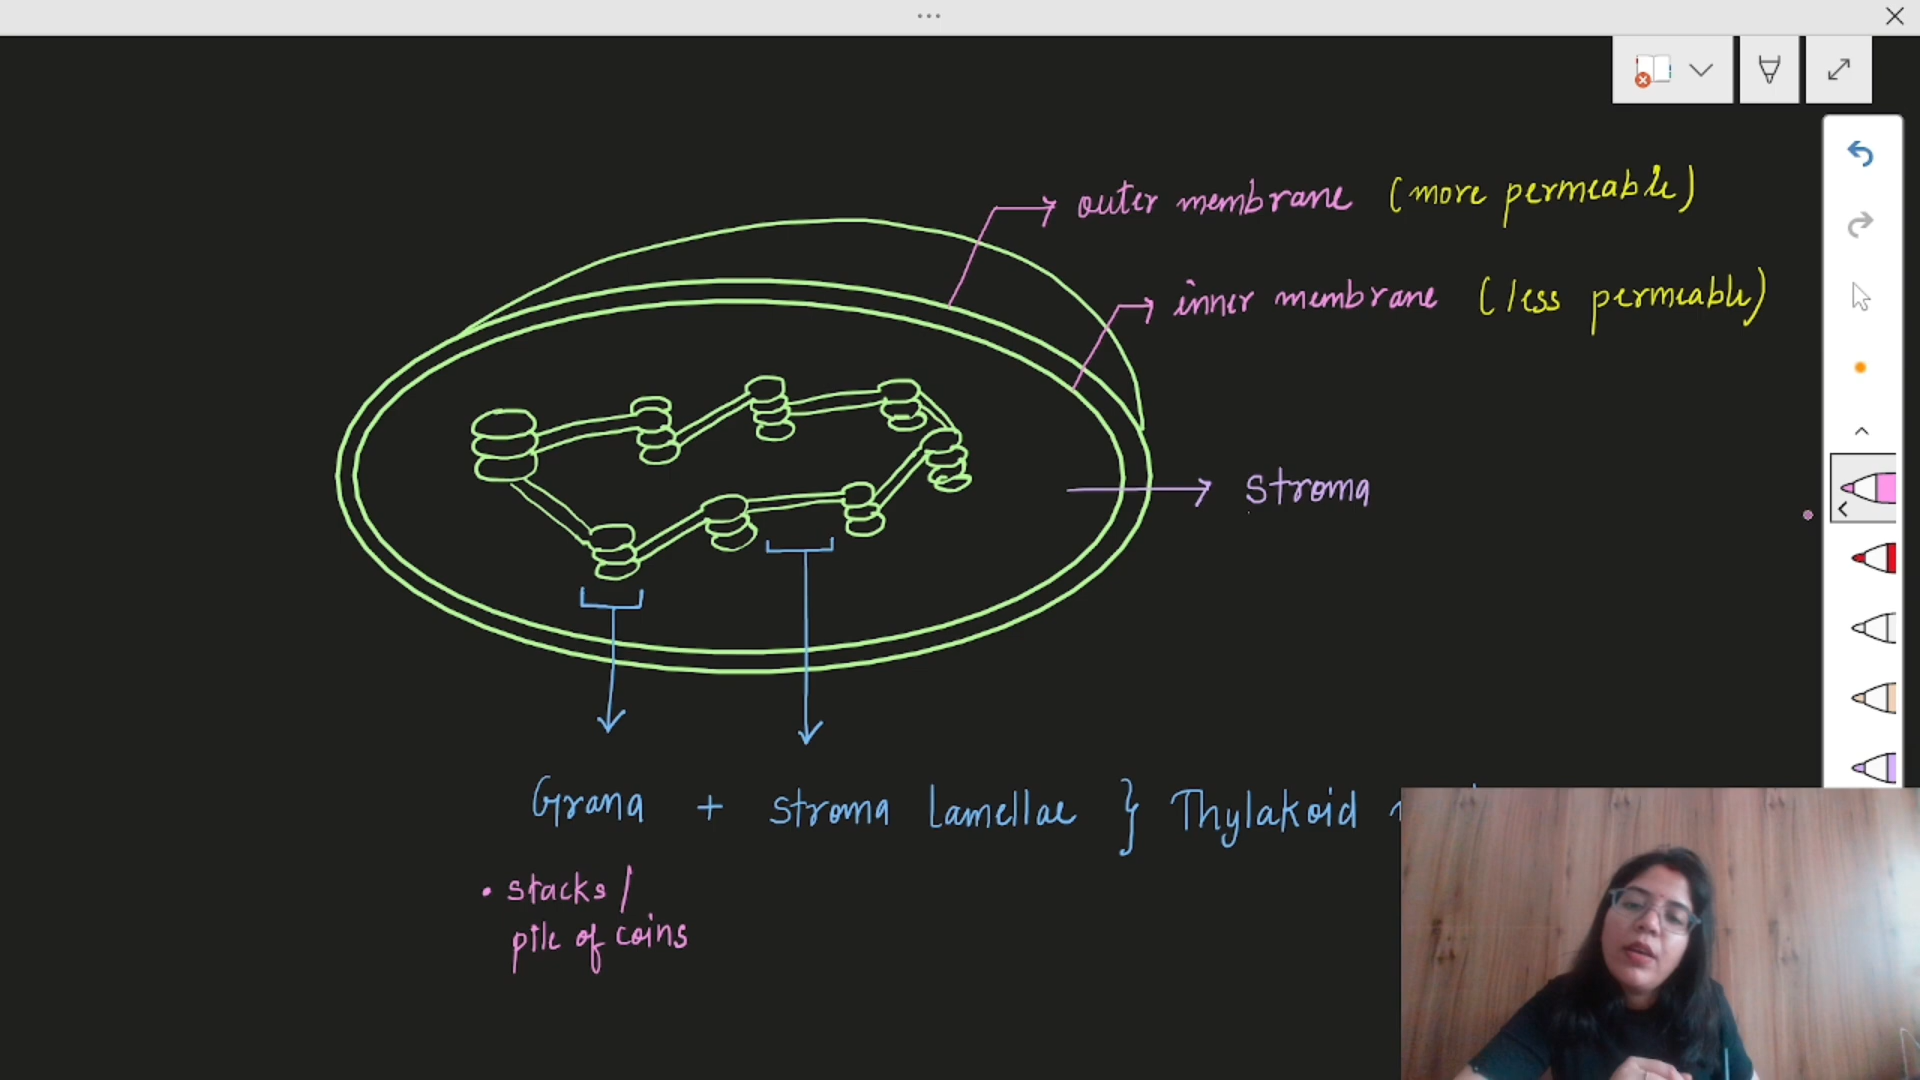 outer membrane (more permeable)
inner membrane (less permeable)
stroma
Grana + stroma Lamellae } Thylakoid
• stacks /
pile of coins